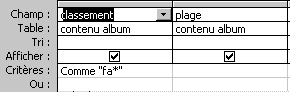 Champ : classement plage
Table : contenu album contenu album
Tri :
Afficher :
Critères : Comme "fa*"
Ou :